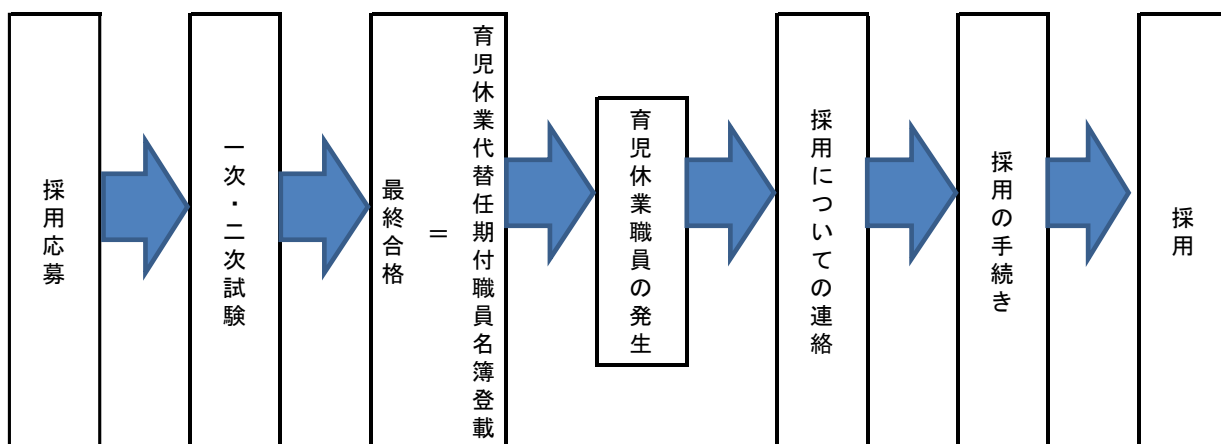 採用応募
一次・二次試験
最終合格
＝
育児休業代替任期付職員名簿登載
育児休業職員の発生
採用についての連絡
採用の手続き
採用